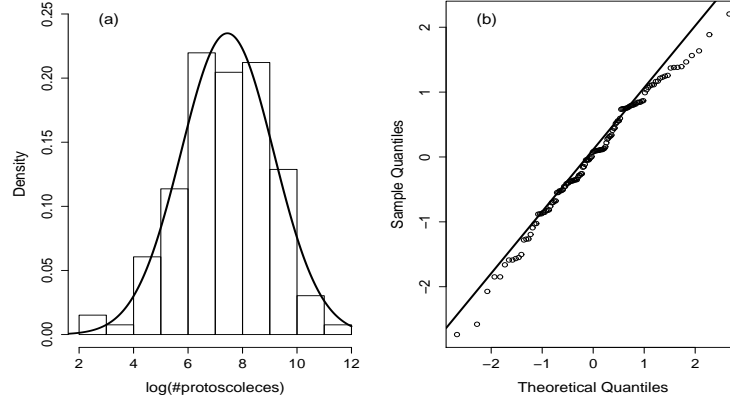 (a)
0.25
0.20
0.15
0.10
0.05
0.00
Density
2 4 6 8 10 12
log(#protoscoleces)
(b)
2
1
0
−1
−2
Sample Quantiles
−2 −1 0 1 2
Theoretical Quantiles